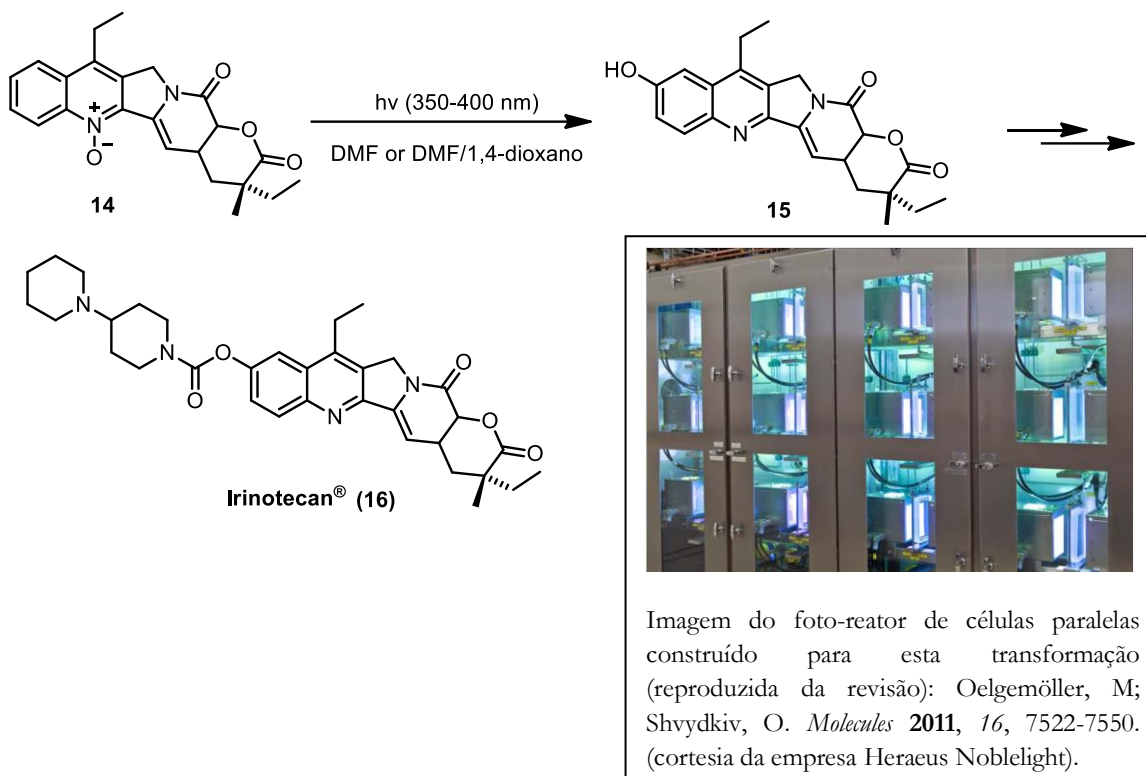 N
O
O
O
N
+
O
−
14
hν (350-400 nm)
DMF or DMF/1,4-dioxano
HO
N
O
N
O
O
15
N
N
O
O
N
O
N
O
O
Irinotecan® (16)
Imagem do foto-reator de células paralelas
construído para esta transformação
(reproduzida da revisão): Oelgemöller, M;
Shvydkiv, O. Molecules 2011, 16, 7522-7550.
(cortesia da empresa Heraeus Noblelight).